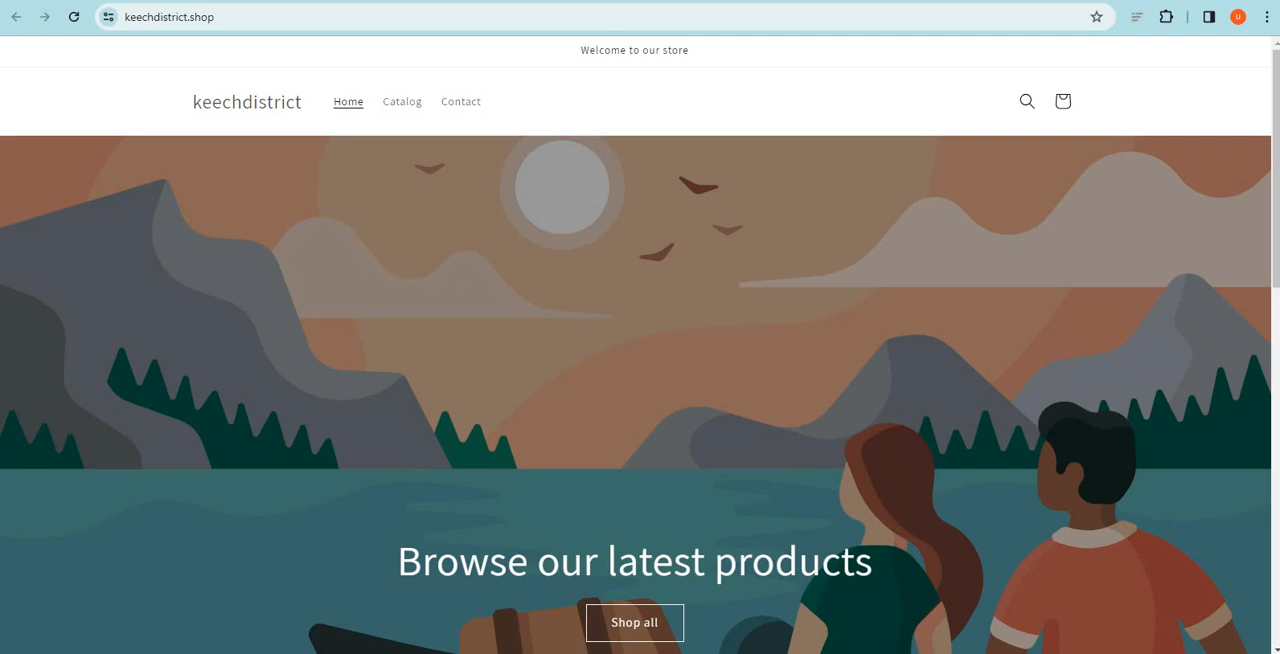 keechdistrict.shop
u
Welcome to our store
keechdistrict
Home Catalog Contact
Browse our latest products
Shop all